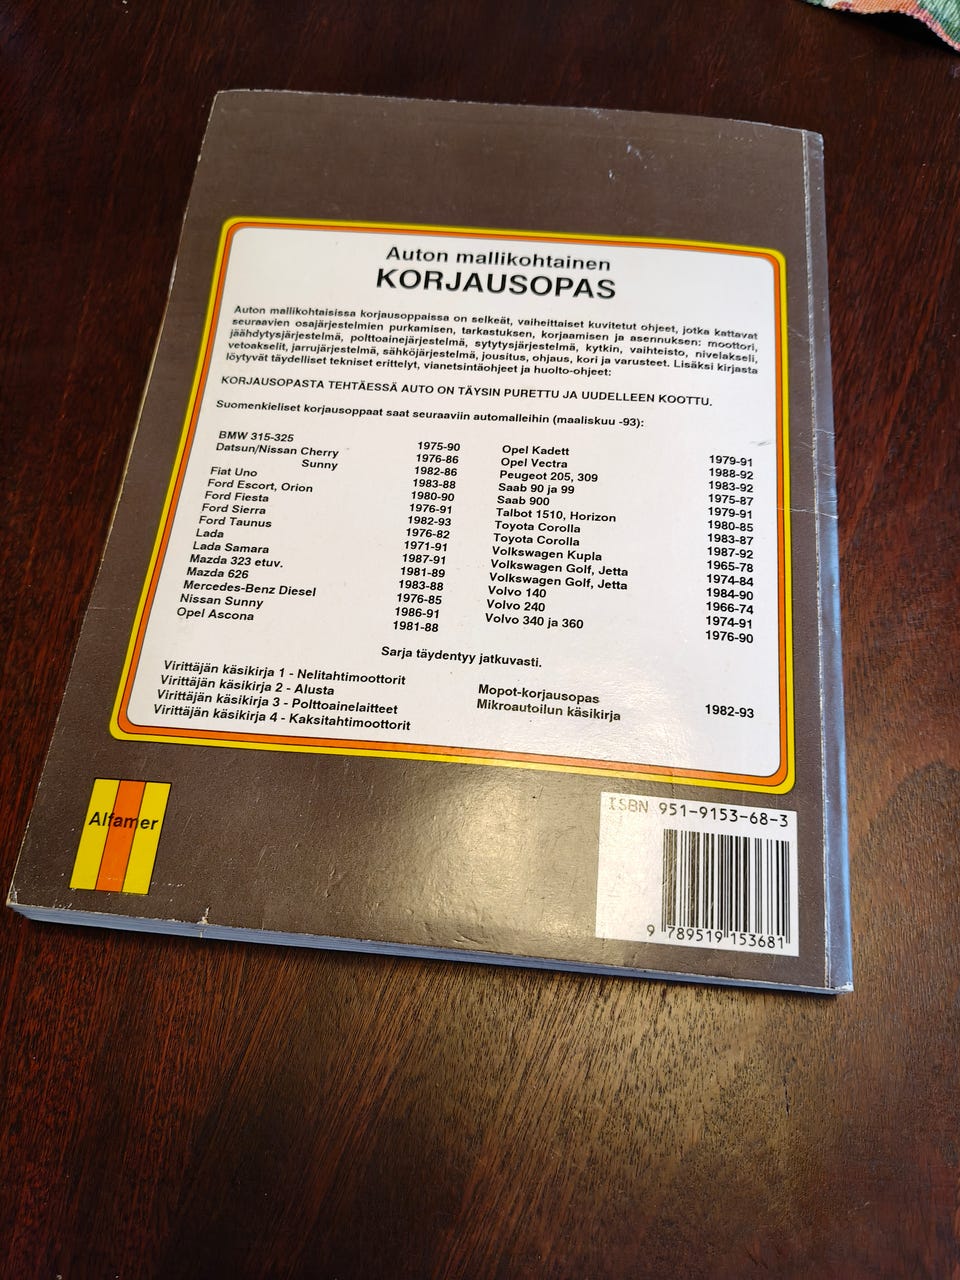 Auton mallikohtainen
KORJAUSOPAS
Auton mallikohtaisissa korjausoppaissa on selkeät, vaiheittaiset kuvitetut ohjeet, jotka kattavat
seuraavien osajärjestelmien purkamisen, tarkastuksen, korjaamisen ja asennuksen: moottori,
jäähdytysjärjestelmä, polttoainejärjestelmä, sytytysjärjestelmä, kytkin, vaihteisto, nivelakseli,
vetoakselit, jarrujärjestelmä, sähköjärjestelmä, jousitus, ohjaus, kori ja varusteet. Lisäksi kirjasta
löytyvät täydelliset tekniset erittelyt, vianetsintäohjeet ja huolto-ohjeet:
KORJAUSOPASTA TEHTÄESSÄ AUTO ON TÄYSIN PURETTU JA UUDELLEEN KOOTTU.
Suomenkieliset korjausoppaat saat seuraaviin automalleihin (maaliskuu -93):
BMW 315-325 1975-90
Datsun/Nissan Cherry 1976-86
Sunny 1982-86
Fiat Uno 1983-88
Ford Escort, Orion 1980-90
Ford Fiesta 1976-91
Ford Sierra 1982-93
Ford Taunus 1976-82
Lada 1971-91
Lada Samara 1987-91
Mazda 323 etuv. 1981-89
Mazda 626 1983-88
Mercedes-Benz Diesel 1976-85
Nissan Sunny 1986-91
Opel Ascona 1981-88
Opel Kadett 1979-91
Opel Vectra 1988-92
Peugeot 205, 309 1983-92
Saab 90 ja 99 1975-87
Saab 900 1979-91
Talbot 1510, Horizon 1980-85
Toyota Corolla 1983-87
Toyota Corolla 1987-92
Volkswagen Kupla 1965-78
Volkswagen Golf, Jetta 1974-84
Volkswagen Golf, Jetta 1984-90
Volvo 140 1966-74
Volvo 240 1974-91
Volvo 340 ja 360 1976-90
Sarja täydentyy jatkuvasti.
Virittäjän käsikirja 1 - Nelitahtimoottorit
Virittäjän käsikirja 2 - Alusta
Virittäjän käsikirja 3 - Polttoainelaitteet
Virittäjän käsikirja 4 - Kaksitahtimoottorit
Mopot-korjausopas 1982-93
Mikroautoilun käsikirja
Alfamer
ISBN 951-9153-68-3
9 789519 153681